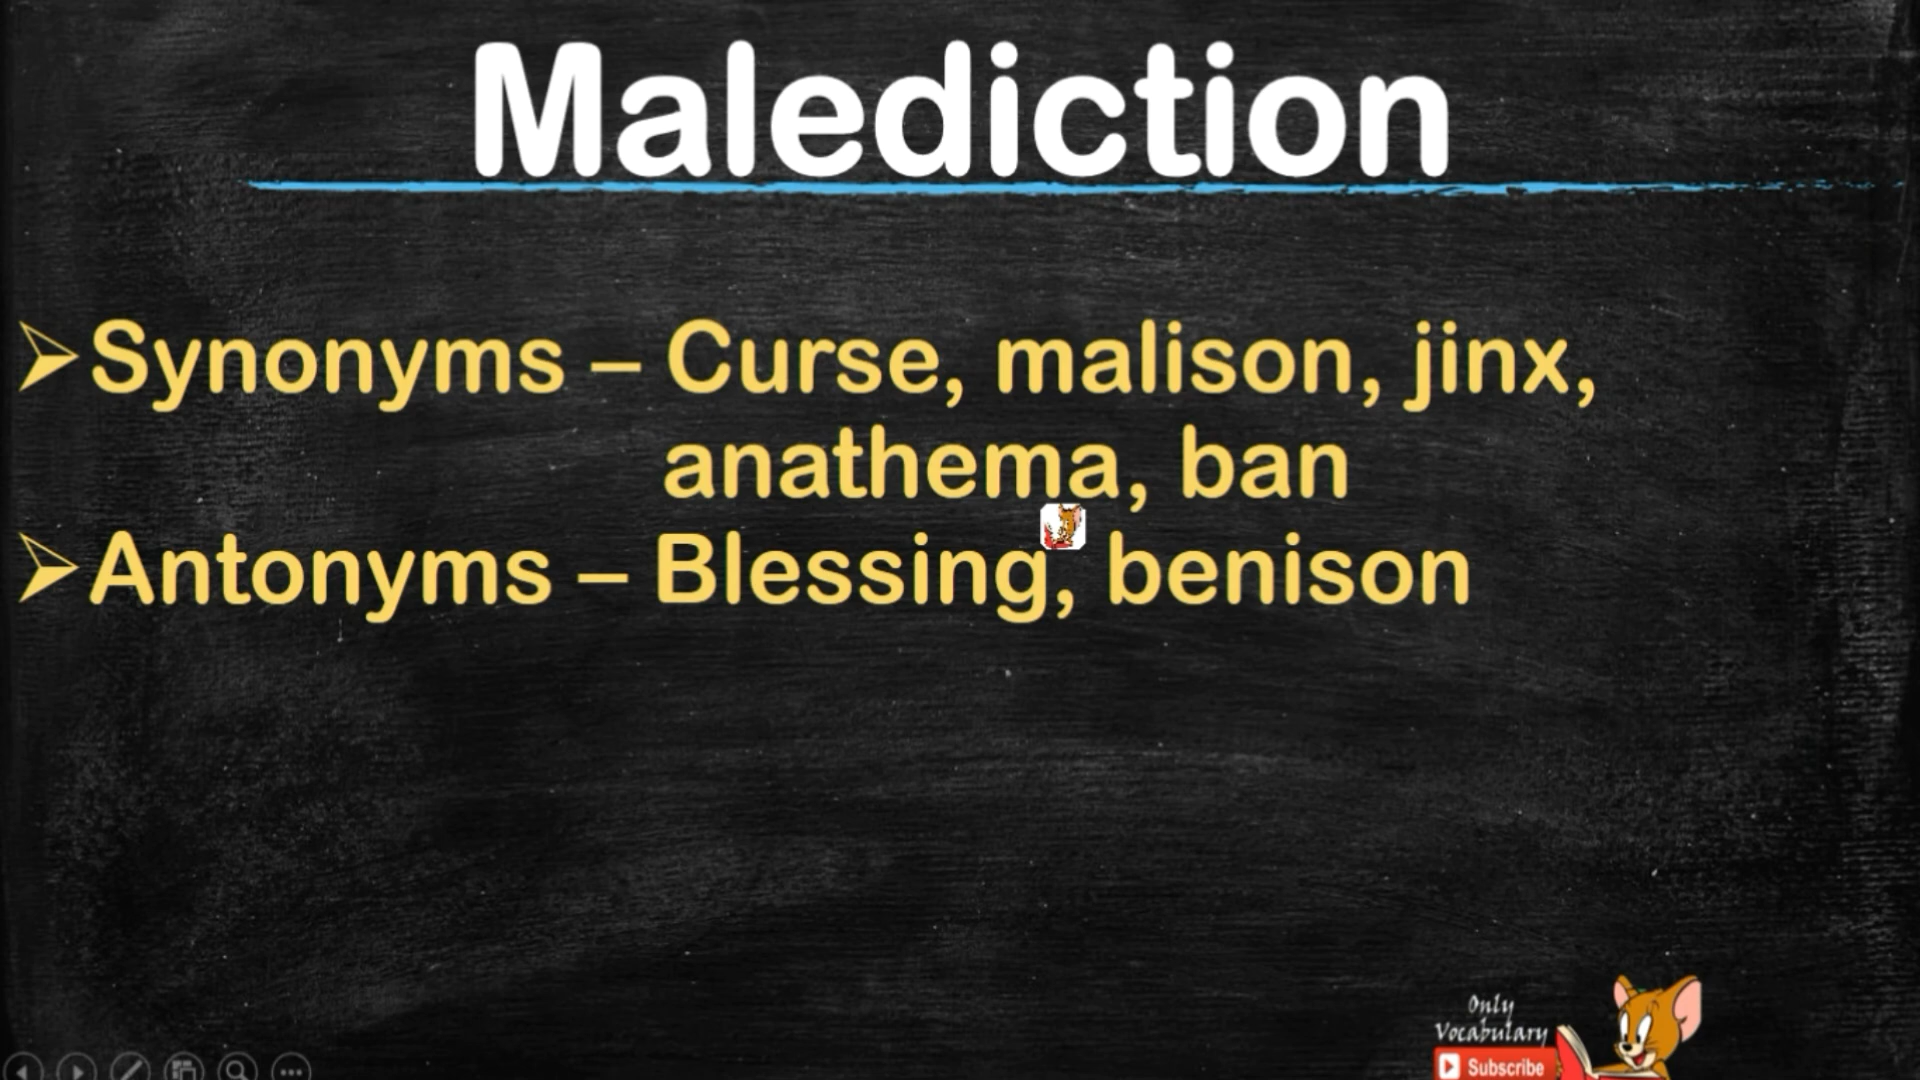 Malediction
➢Synonyms – Curse, malison, jinx,
anathema, ban
➢Antonyms – Blessing, benison
Only
Vocabulary
Subscribe